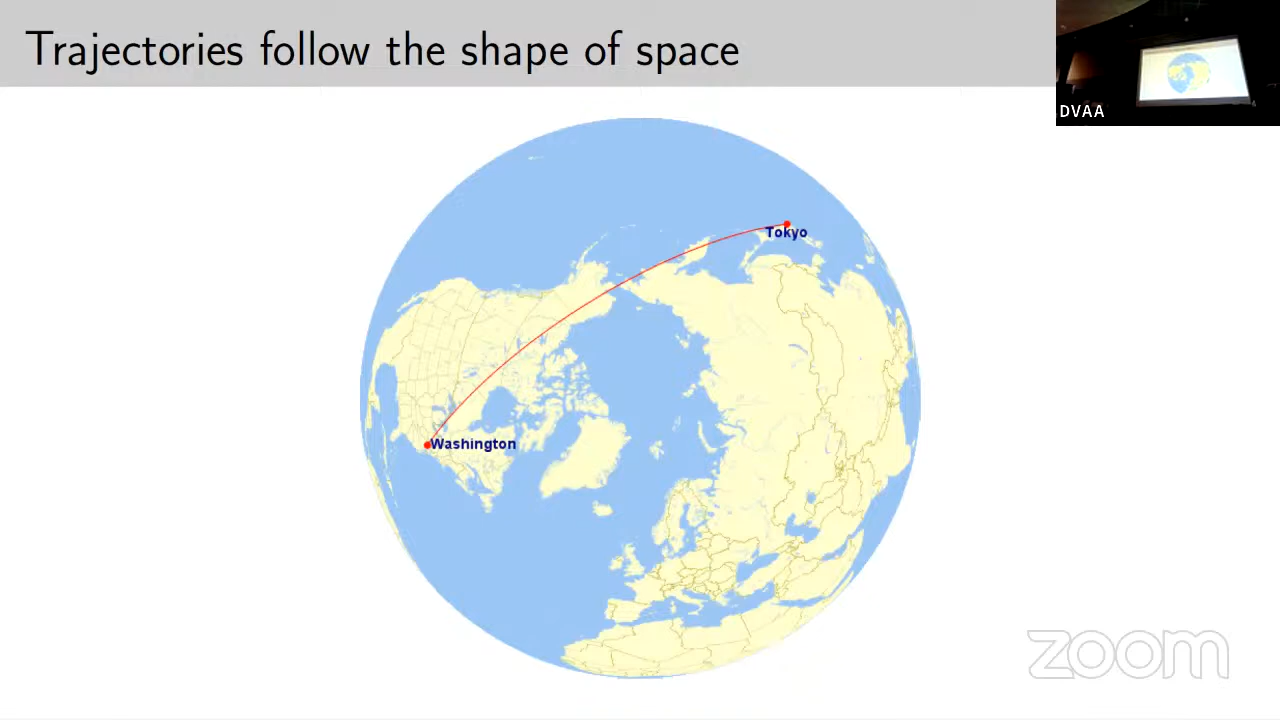 Trajectories follow the shape of space
DVAA
Tokyo
Washington
zoom